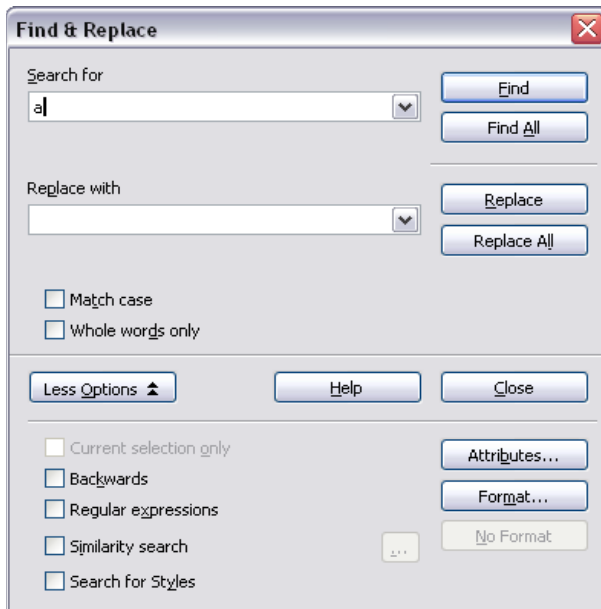 Find & Replace
Search for
Find
a
Find All
Replace with
Replace
Replace All
Match case
Whole words only
Less Options
Help
Close
Current selection only
Attributes...
Backwards
Format...
Regular expressions
No Format
Similarity search
...
Search for Styles